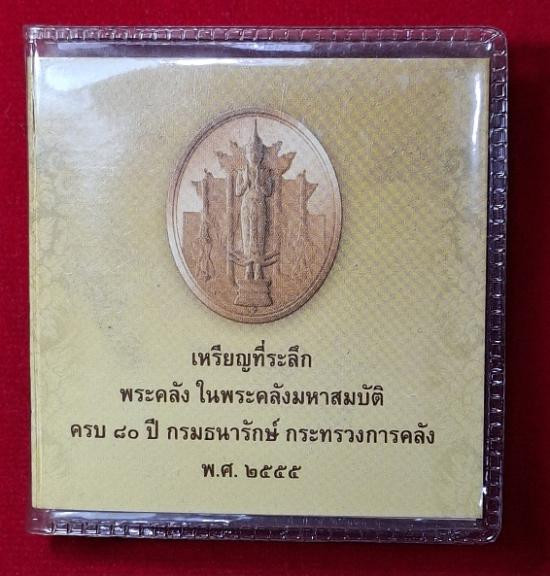 เหรียญที่ระลึก
พระคลัง ในพระคลังมหาสมบัติ
ครบ ๘๐ ปี กรมธนารักษ์ กระทรวงการคลัง
พ.ศ. ๒๕๕๕